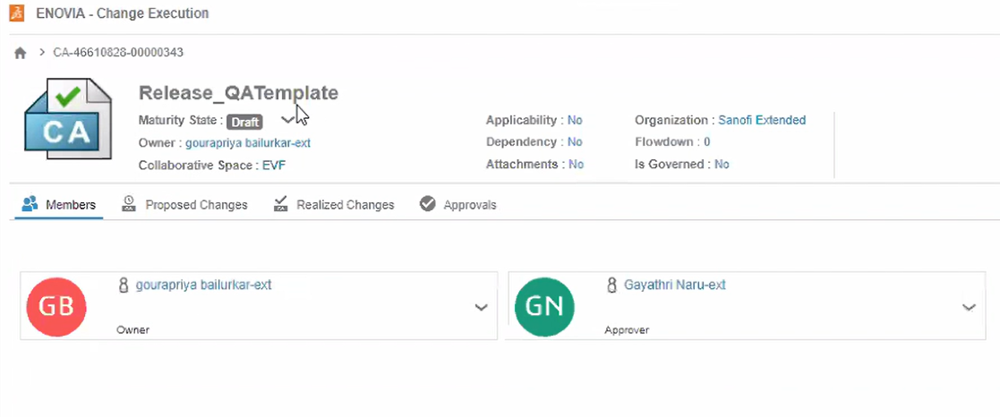 ENOVIA - Change Execution
CA-46610828-00000343
CA
Release_QATemplate
Maturity State : Draft
Applicability : No
Organization : Sanofi Extended
Owner : gourapriya bailurkar-ext
Dependency : No
Flowdown : 0
Collaborative Space : EVF
Attachments : No
Is Governed : No
Members
Proposed Changes
Realized Changes
Approvals
GB
gourapriya bailurkar-ext
Owner
GN
Gayathri Naru-ext
Approver